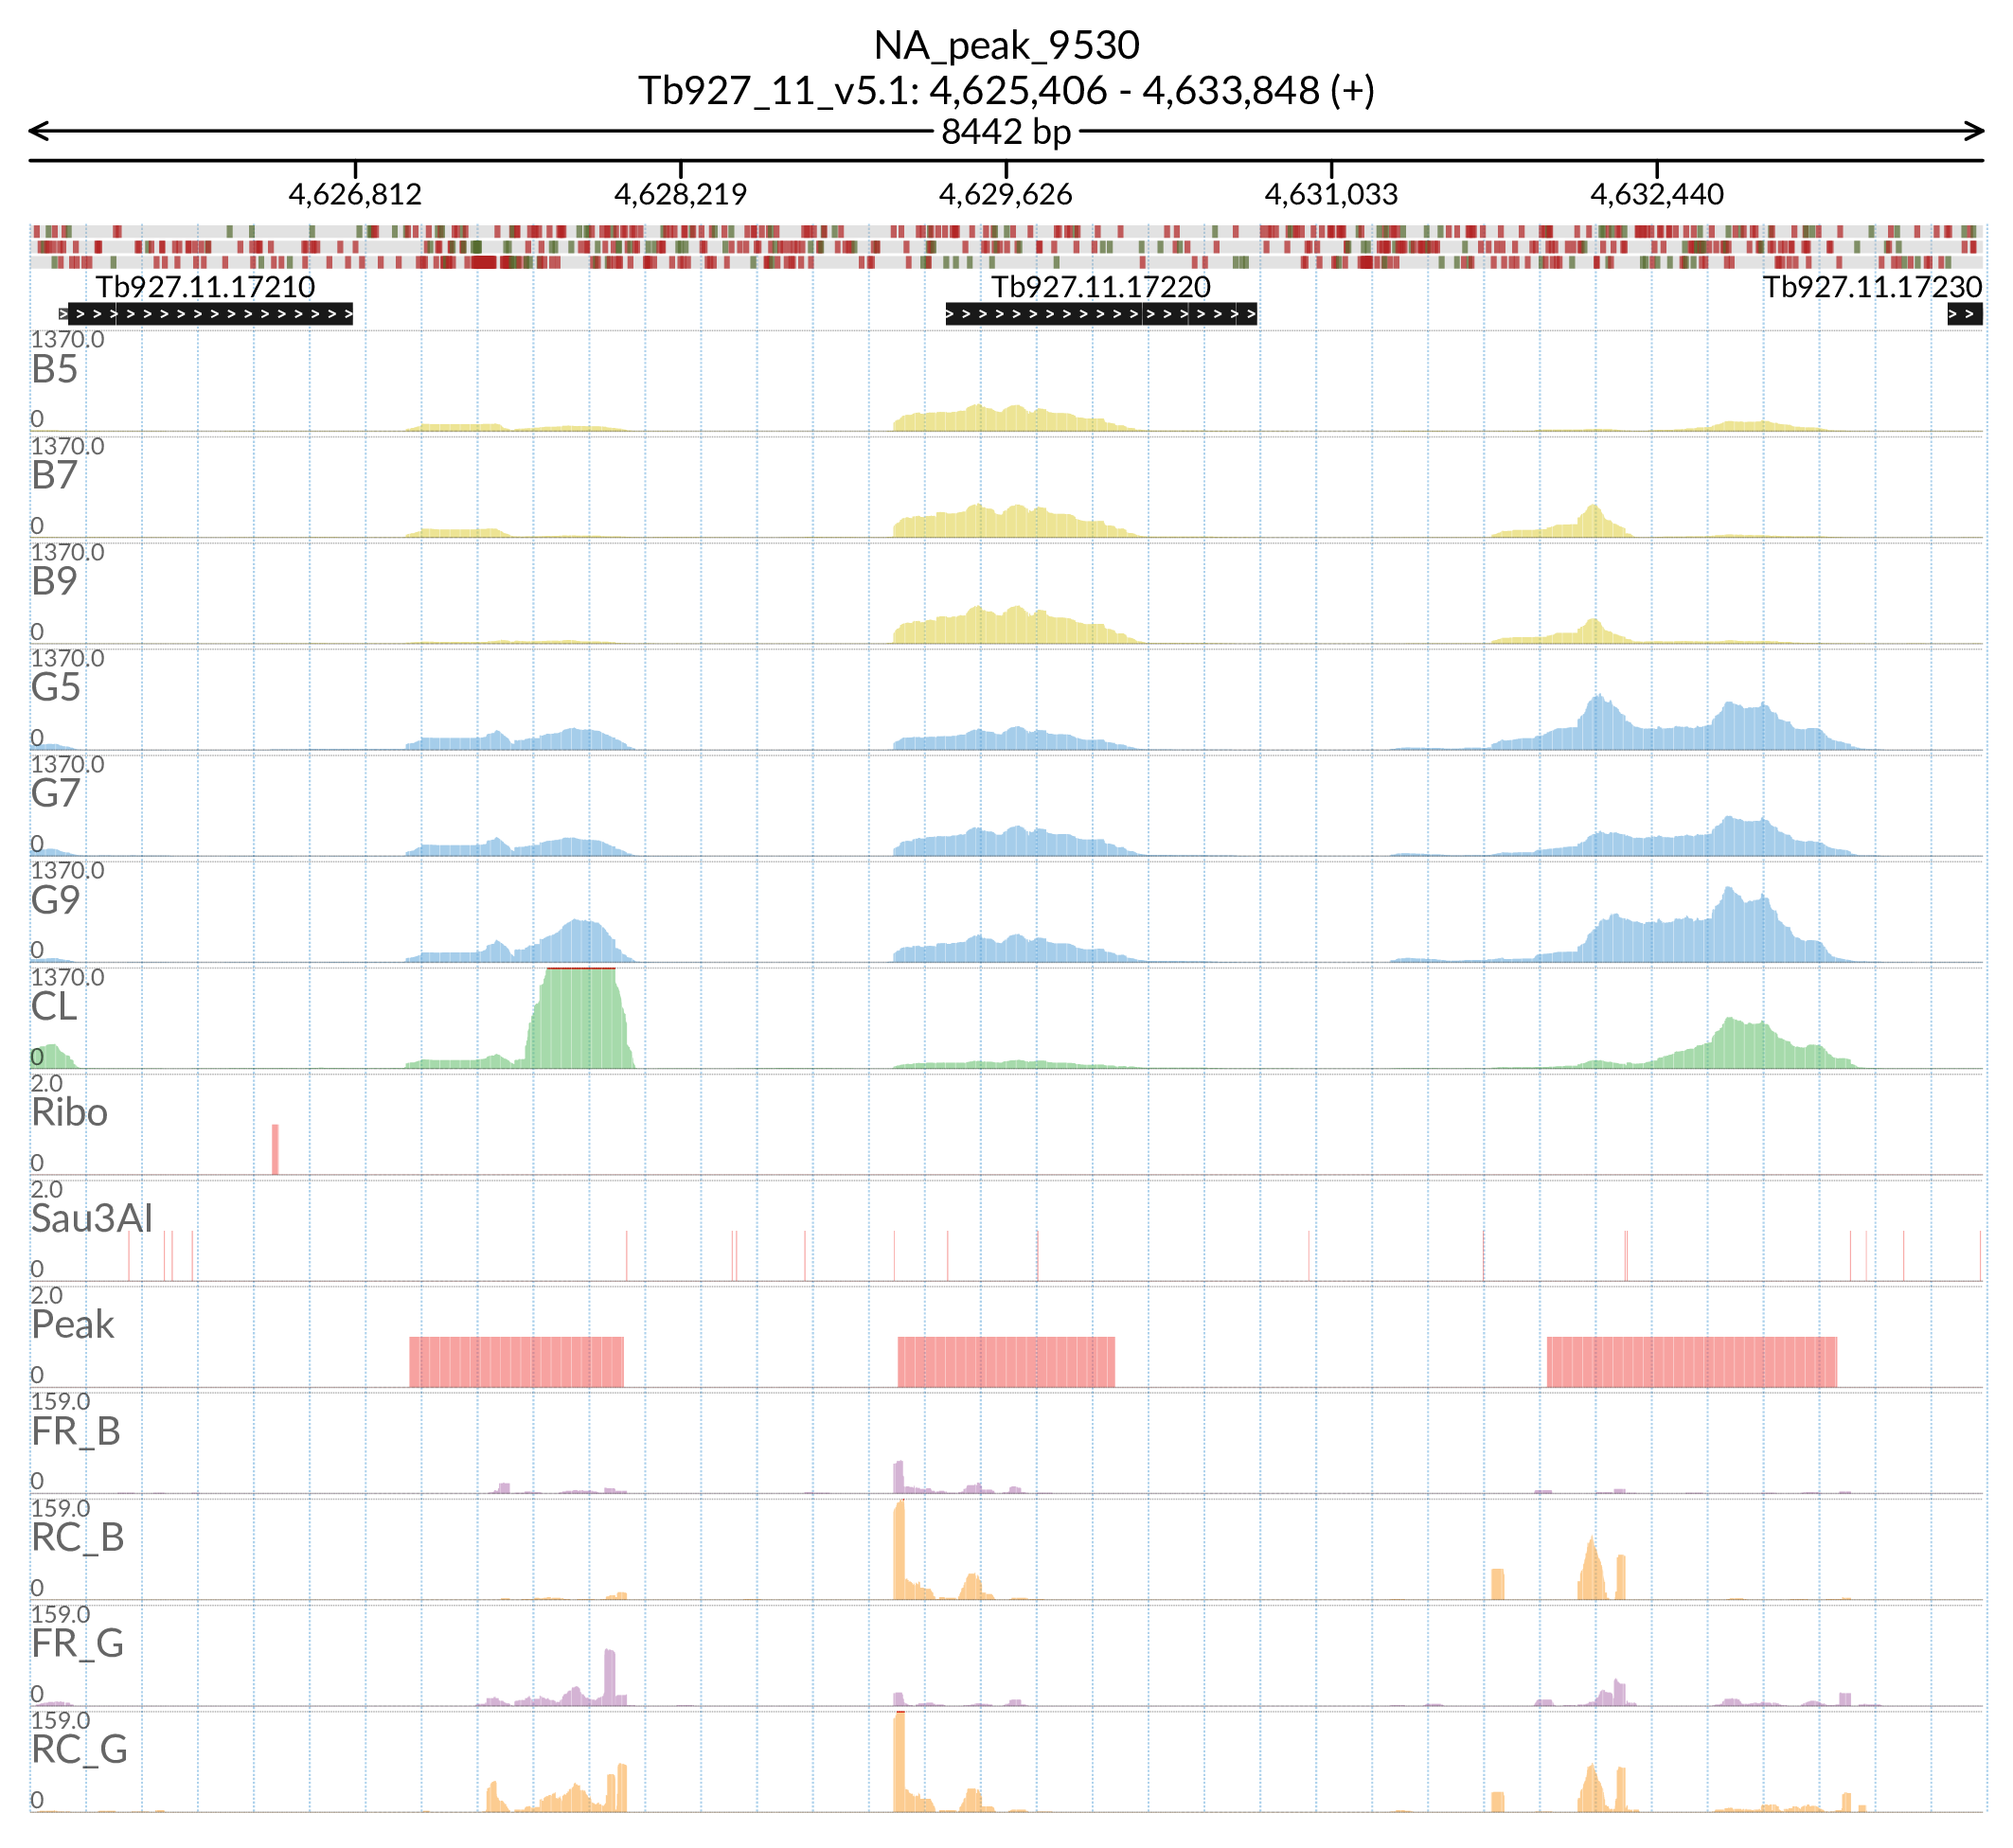 NA_peak_9530
Tb927_11_v5.1: 4,625,406 - 4,633,848 (+)
8442 bp
4,626,812 4,628,219 4,629,626 4,631,033 4,632,440
Tb927.11.17210 Tb927.11.17220 Tb927.11.17230
1370.0
B5
0
1370.0
B7
0
1370.0
B9
0
1370.0
G5
0
1370.0
G7
0
1370.0
G9
0
1370.0
CL
0
2.0
Ribo
0
2.0
Sau3AI
0
2.0
Peak
0
159.0
FR_B
0
159.0
RC_B
0
159.0
FR_G
0
159.0
RC_G
0